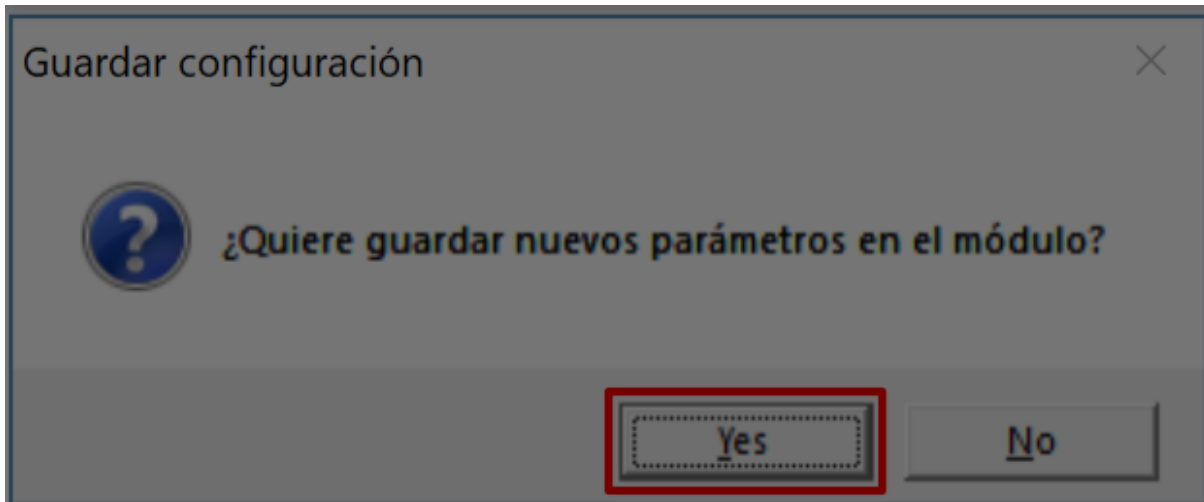 Guardar configuración
¿Quiere guardar nuevos parámetros en el módulo?
Yes No